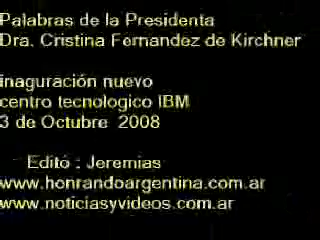 Palabras de la Presidenta
Dra. Cristina Fernandez de Kirchner
inaguración nuevo
centro tecnologico IBM
3 de Octubre 2008
Editó : Jeremias
www.honrandoargentina.com.ar
www.noticiasyvideos.com.ar